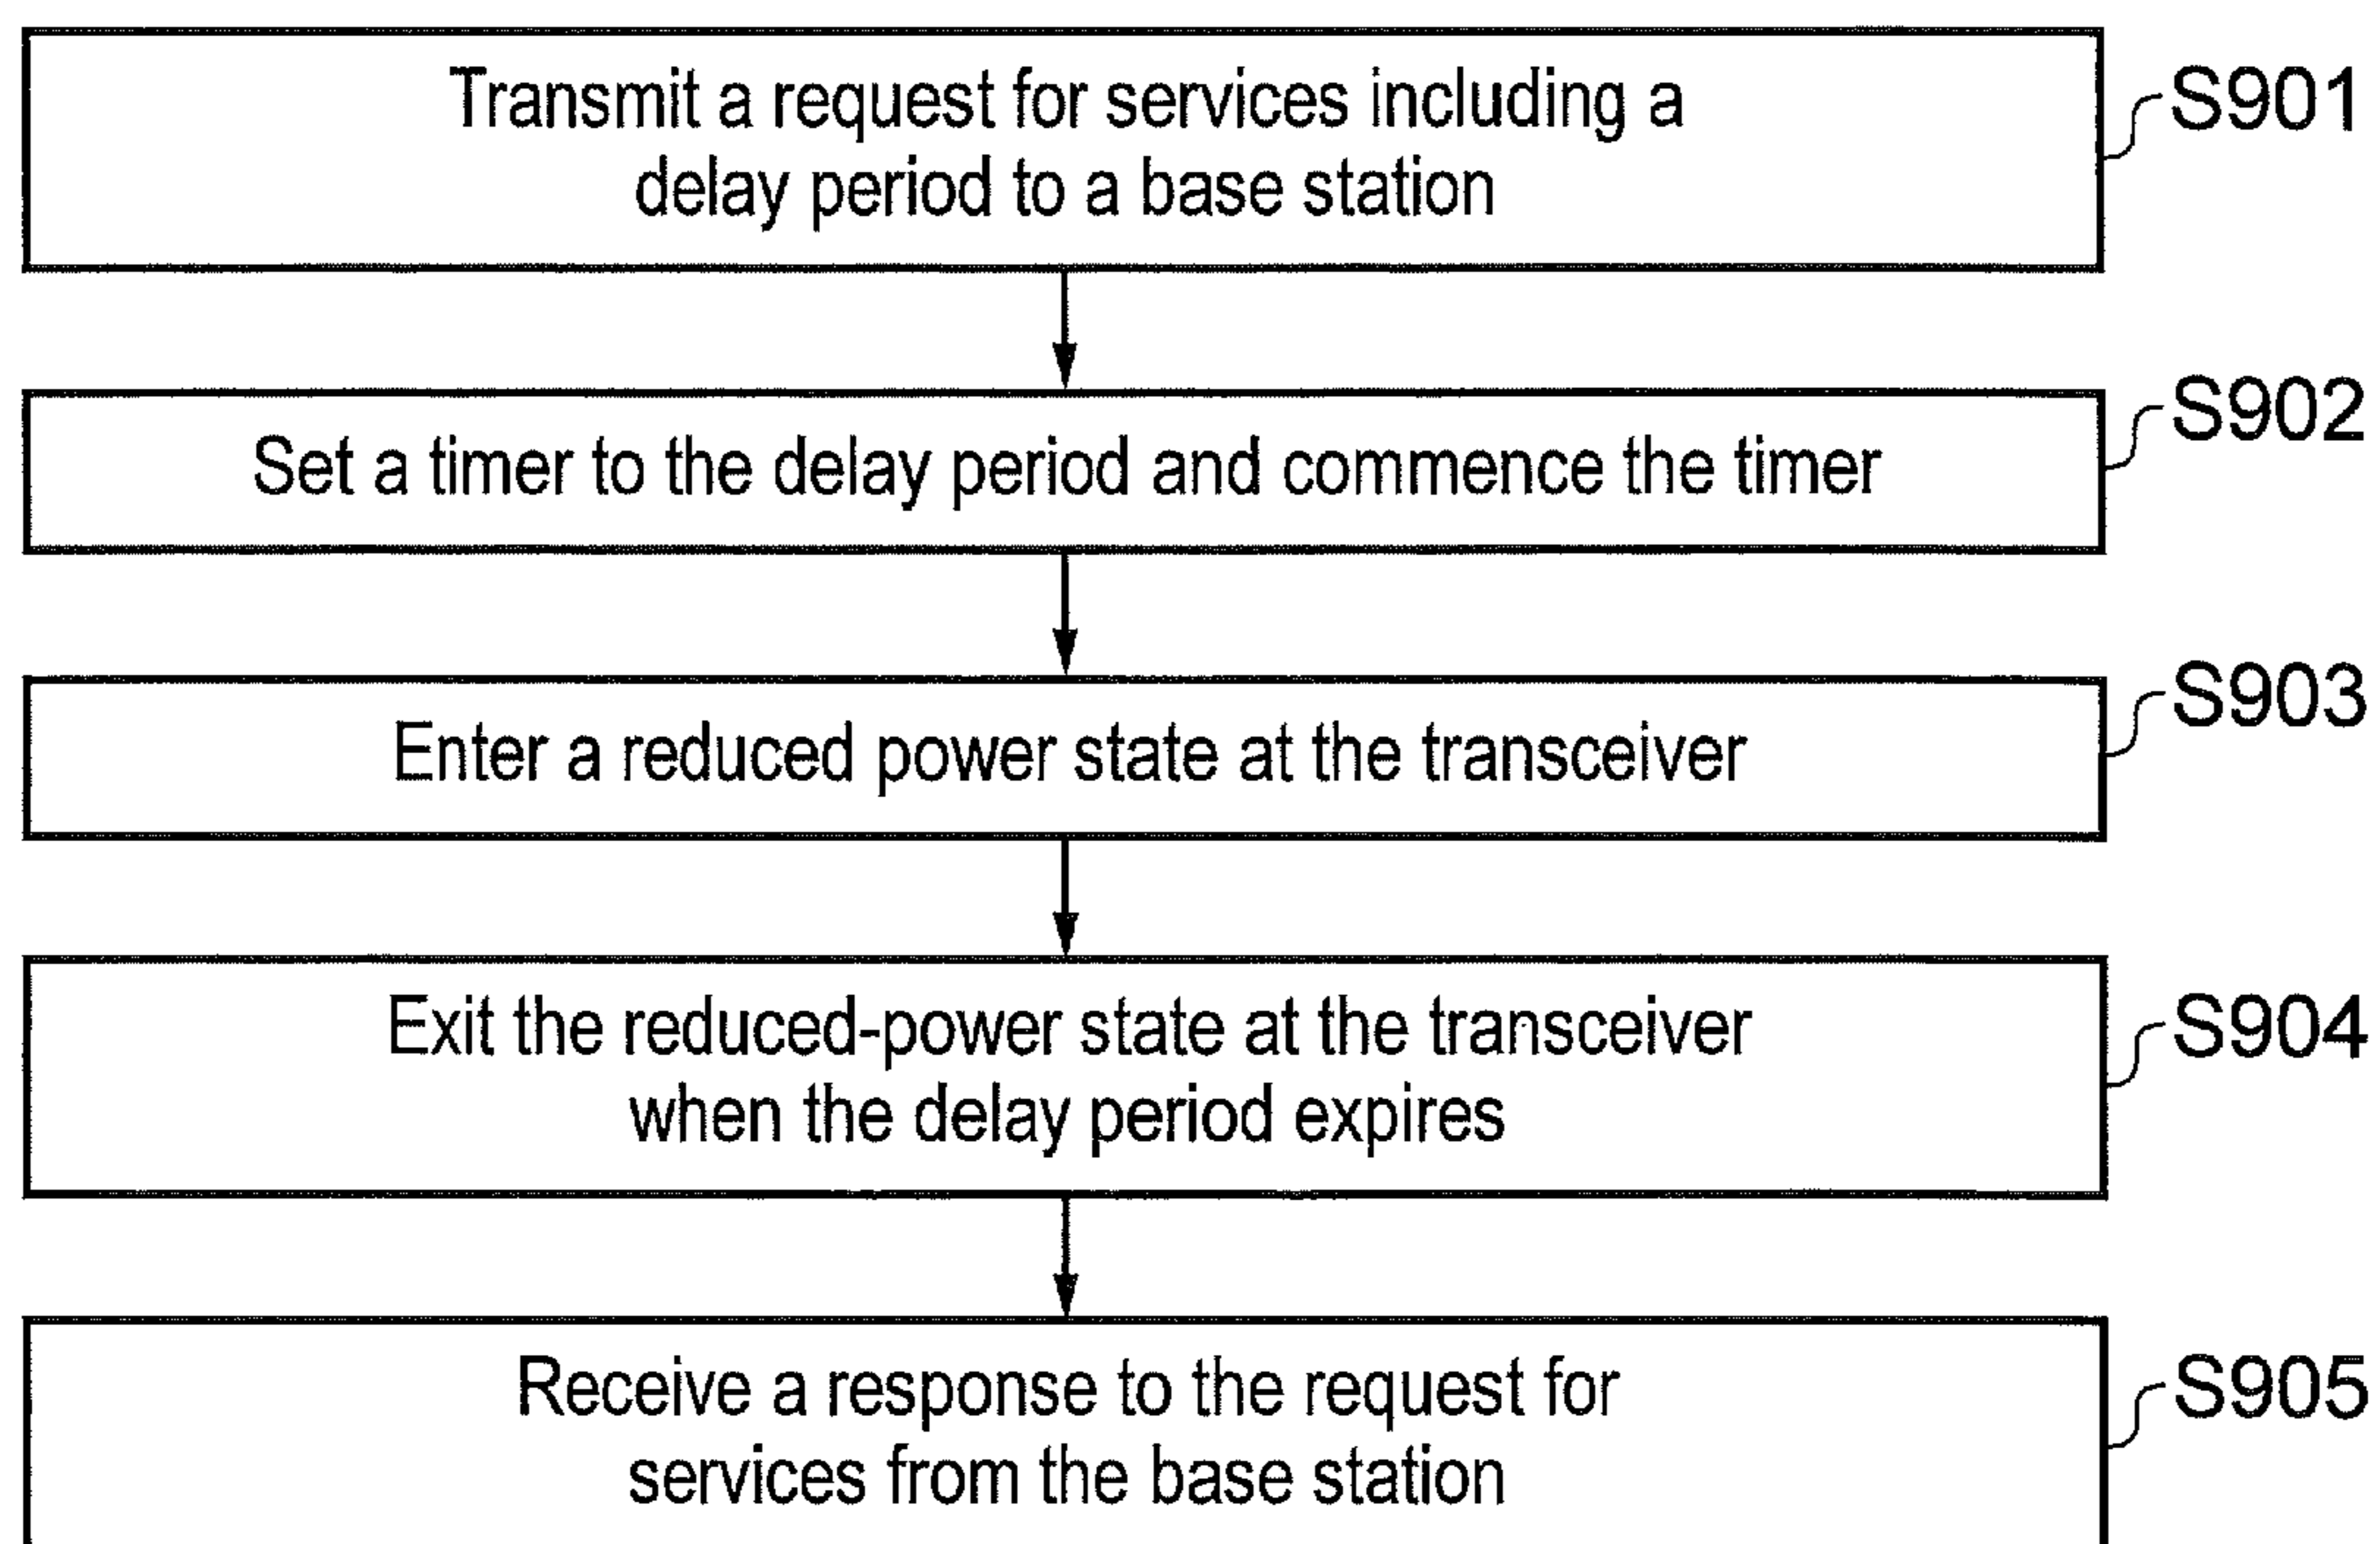 Transmit a request for services including a
delay period to a base station
S901
Set a timer to the delay period and commence the timer
S902
Enter a reduced power state at the transceiver
S903
Exit the reduced-power state at the transceiver
when the delay period expires
S904
Receive a response to the request for
services from the base station
S905